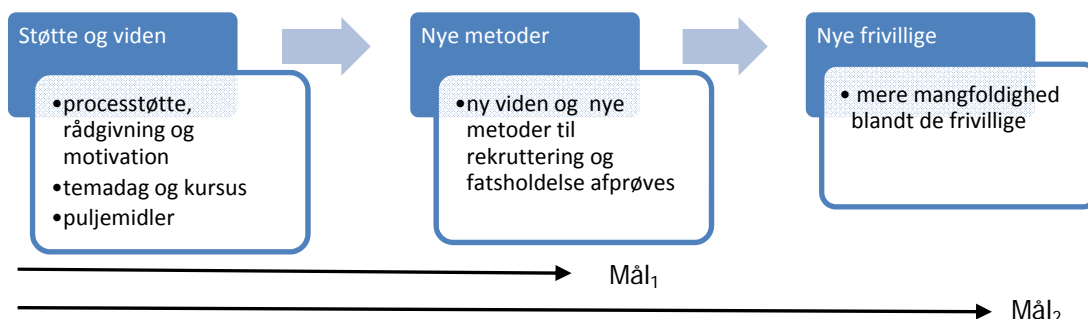 Støtte og viden
•processtøtte,
rådgivning og
motivation
•temadag og kursus
•puljemidler
Nye metoder
•ny viden og nye
metoder til
rekruttering og
fatsholdelse afprøves
Nye frivillige
• mere mangfoldighed
blandt de frivillige
Mål₁
Mål₂